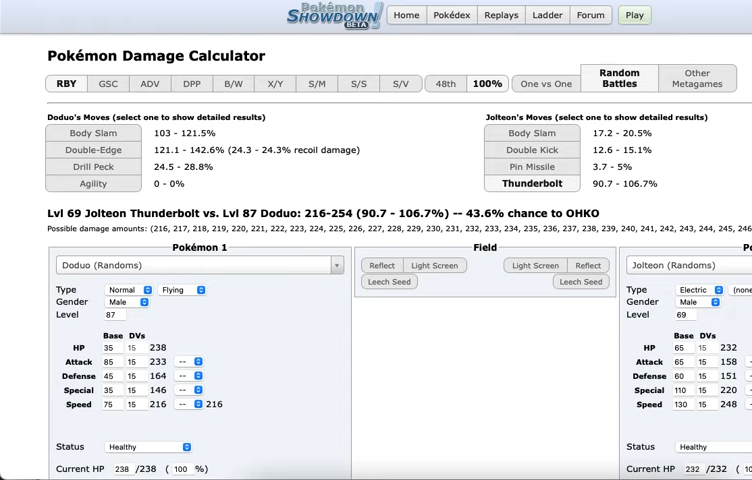 Pokémon
SHOWDOWN!
BETA
Home Pokédex Replays Ladder Forum Play
Pokémon Damage Calculator
RBY GSC ADV DPP B/W X/Y S/M S/S S/V 48th 100% One vs One Random Battles Other Metagames
Doduo's Moves (select one to show detailed results)
Body Slam 103 - 121.5%
Double-Edge 121.1 - 142.6% (24.3 - 24.3% recoil damage)
Drill Peck 24.5 - 28.8%
Agility 0 - 0%
Jolteon's Moves (select one to show detailed results)
Body Slam 17.2 - 20.5%
Double Kick 12.6 - 15.1%
Pin Missile 3.7 - 5%
Thunderbolt 90.7 - 106.7%
Lvl 69 Jolteon Thunderbolt vs. Lvl 87 Doduo: 216-254 (90.7 - 106.7%) -- 43.6% chance to OHKO
Possible damage amounts: (216, 217, 218, 219, 220, 221, 222, 223, 224, 225, 226, 228, 229, 230, 231, 232, 233, 234, 235, 236, 237, 238, 239, 240, 241, 242, 243, 244, 245, 246
Pokémon 1
Doduo (Randoms)
Type Normal Flying
Gender Male
Level 87
Base DVs
HP 35 15 238
Attack 85 15 233 --
Defense 45 15 164 --
Special 35 15 146 --
Speed 75 15 216 -- 216
Status Healthy
Current HP 238 /238 ( 100 %)
Field
Reflect Light Screen Light Screen Reflect
Leech Seed Leech Seed
Jolteon (Randoms)
Type Electric (none
Gender Male
Level 69
Base DVs
HP 65 15 232
Attack 65 15 158
Defense 60 15 151
Special 110 15 220
Speed 130 15 248
Status Healthy
Current HP 232 /232 ( 10